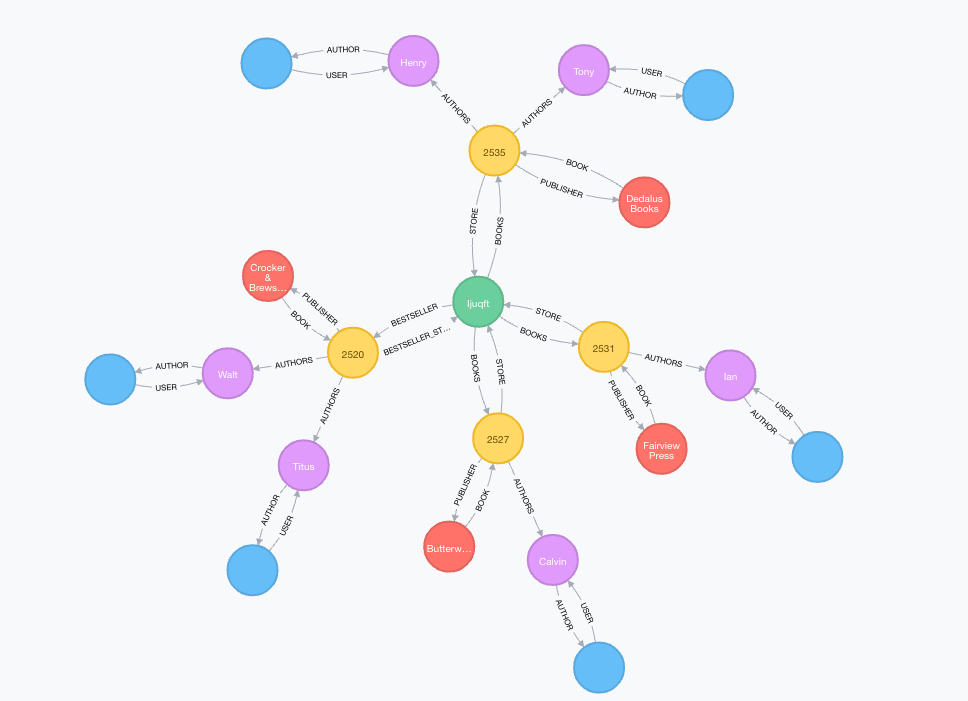 AUTHOR
Henry
USER
Tony
USER
AUTHOR
AUTHORS
AUTHORS
2535
BOOK
PUBLISHER
Dedalus
Books
STORE
BOOKS
Crocker
&
Brews...
PUBLISHER
BOOK
Ijuqft
BESTSELLER
BESTSELLER_ST...
STORE
BOOKS
2531
2520
AUTHORS
AUTHOR
USER
Walt
AUTHORS
Ian
BOOKS
STORE
AUTHORS
PUBLISHER
BOOK
USER
AUTHOR
2527
Fairview
Press
Titus
PUBLISHER
BOOK
AUTHORS
AUTHOR
USER
Butterw...
Calvin
AUTHOR
USER